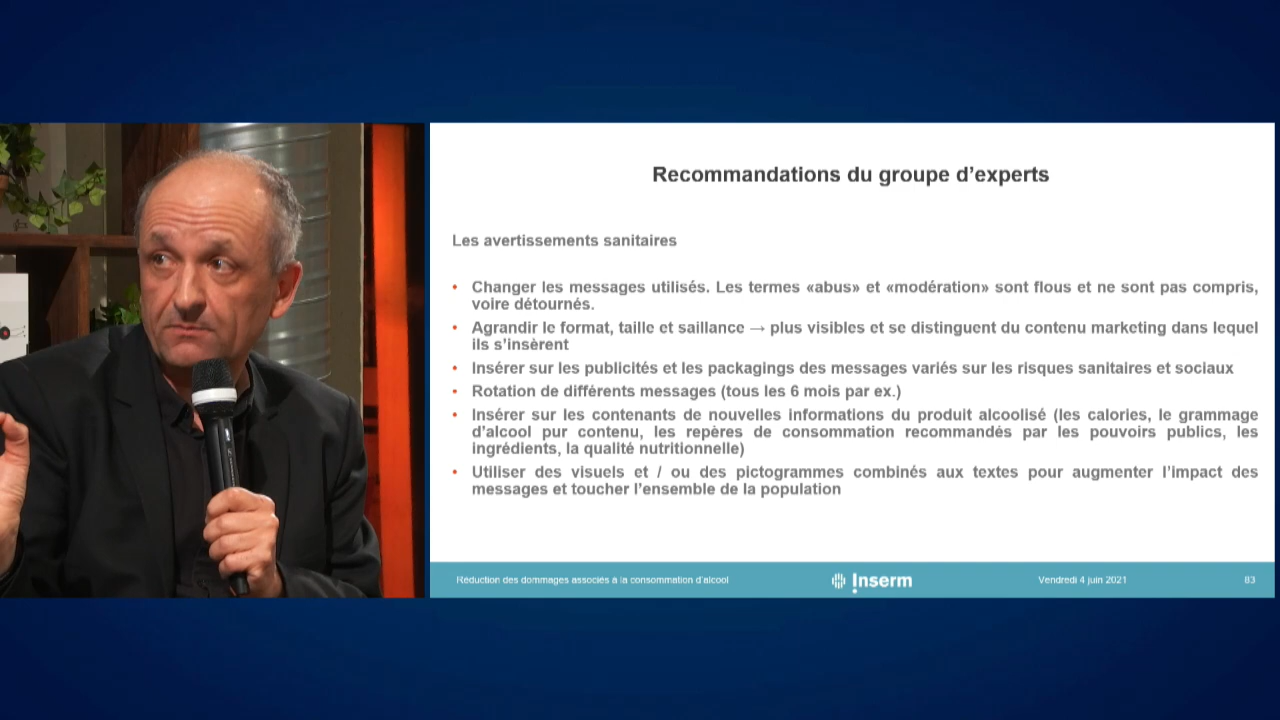 Recommandations du groupe d’experts
Les avertissements sanitaires
• Changer les messages utilisés. Les termes «abus» et «modération» sont flous et ne sont pas compris,
voire détournés.
• Agrandir le format, taille et saillance → plus visibles et se distinguent du contenu marketing dans lequel
ils s’insèrent
• Insérer sur les publicités et les packagings des messages variés sur les risques sanitaires et sociaux
• Rotation de différents messages (tous les 6 mois par ex.)
• Insérer sur les contenants de nouvelles informations du produit alcoolisé (les calories, le grammage
d’alcool pur contenu, les repères de consommation recommandés par les pouvoirs publics, les
ingrédients, la qualité nutritionnelle)
• Utiliser des visuels et / ou des pictogrammes combinés aux textes pour augmenter l’impact des
messages et toucher l’ensemble de la population
Réduction des dommages associés à la consommation d’alcool
Inserm
Vendredi 4 juin 2021
83